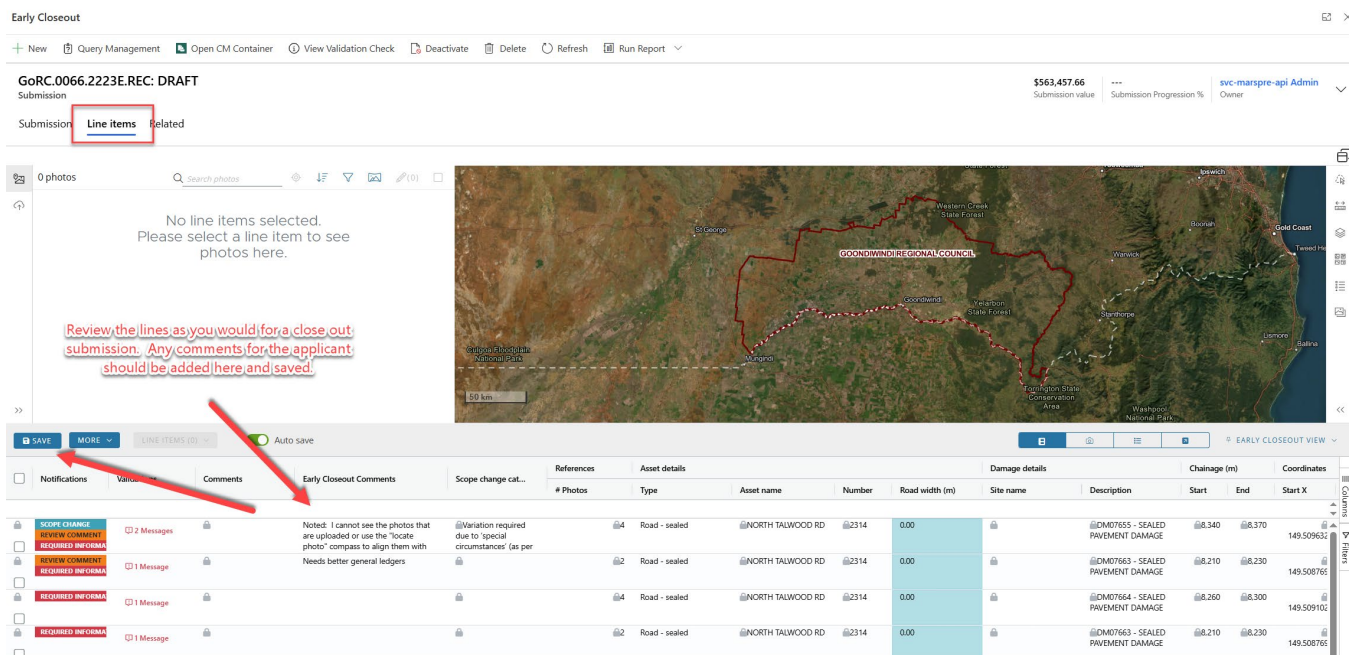 Early Closeout
New Query Management Open CM Container View Validation Check Deactivate Delete Refresh Run Report
GoRC.0066.2223E.REC: DRAFT
Submission
$563,457.66
Submission value
---
Submission Progression %
svc-marspre-api Admin
Owner
Submission Line items Related
0 photos
Search photos
(0)
No line items selected.
Please select a line item to see
photos here.
Review the lines as you would for a close out
submission. Any comments for the applicant
should be added here and saved.
Ipswich
Western Creek
State Forest
St George
Boonah
Gold Coast
GOONDIWINDI REGIONAL COUNCIL
Warwick
Tweed He
Goondiwindi
Yelarbon
State Forest
Stanthorpe
Culgoa Floodplain
National Park
Mungindi
Lismore
Ballina
Torrington State
Conservation
Area
Washpool
National Park
50 km
SAVE MORE LINE ITEMS (0) Auto save EARLY CLOSEOUT VIEW
Notifications Comments Early Closeout Comments Scope change cat...
References Asset details Damage details Chainage (m) Coordinates
# Photos Type Asset name Number Road width (m) Site name Description Start End Start X
Columns
Filters
SCOPE CHANGE
REVIEW COMMENT
REQUIRED INFORMA
2 Messages
Noted: I cannot see the photos that
are uploaded or use the "locate
photo" compass to align them with
Variation required
due to 'special
circumstances' (as per
4 Road - sealed NORTH TALWOOD RD 2314 0.00
DM07655 - SEALED
PAVEMENT DAMAGE
8,340 8,370
149.509632
REVIEW COMMENT
REQUIRED INFORMA
1 Message
Needs better general ledgers
2 Road - sealed NORTH TALWOOD RD 2314 0.00
DM07663 - SEALED
PAVEMENT DAMAGE
8,210 8,230
149.508769
REQUIRED INFORMA
1 Message
4 Road - sealed NORTH TALWOOD RD 2314 0.00
DM07664 - SEALED
PAVEMENT DAMAGE
8,260 8,300
149.509102
REQUIRED INFORMA
1 Message
2 Road - sealed NORTH TALWOOD RD 2314 0.00
DM07663 - SEALED
PAVEMENT DAMAGE
8,210 8,230
149.508769